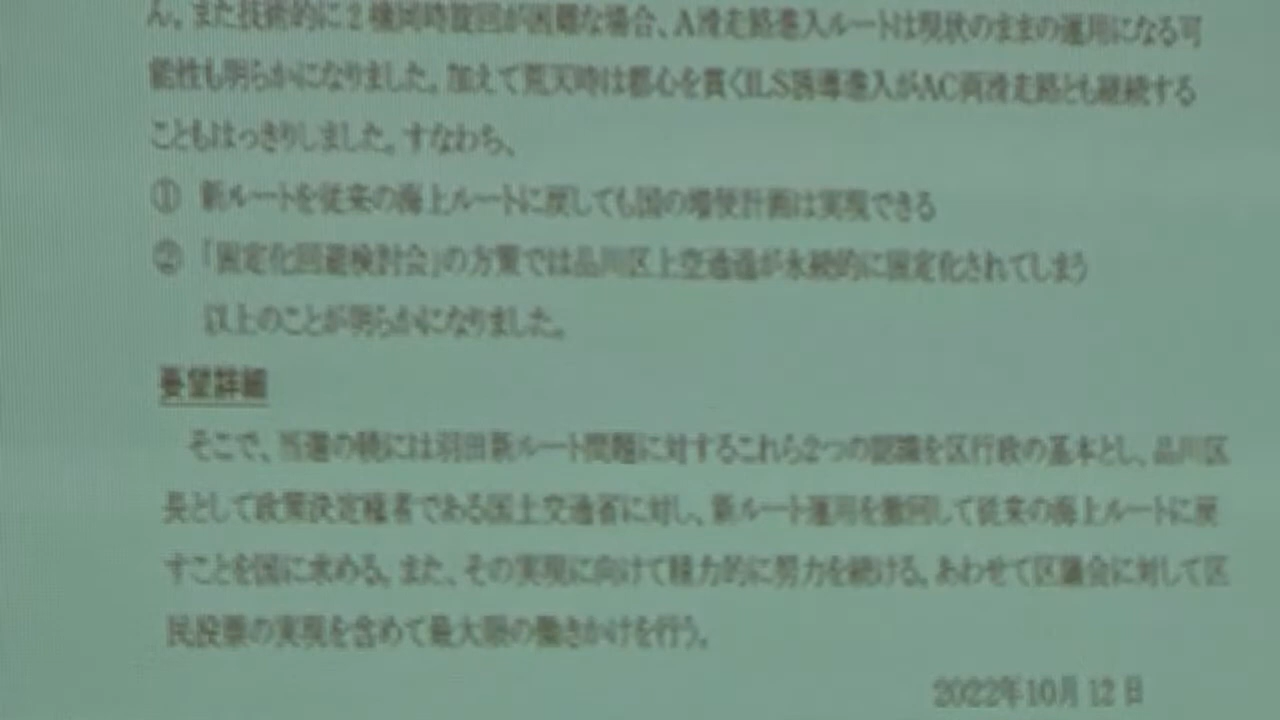 ん。また技術的に2機同時旋回が困難な場合、A滑走路進入ルートは現状のままの運用になる可
能性も明らかになりました。加えて荒天時は都心を貫くILS誘導進入がAC両滑走路とも継続する
こともはっきりしました。すなわち、
① 新ルートを従来の海上ルートに戻しても国の増便計画は実現できる
② 「固定化回避検討会」の方策では品川区上空通過が永続的に固定化されてしまう
以上のことが明らかになりました。
要望詳細
そこで、当選の暁には羽田新ルート問題に対するこれら2つの認識を区行政の基本とし、品川区
長として政策決定権者である国土交通省に対し、新ルート運用を撤回して従来の海上ルートに戻
すことを国に求める。また、その実現に向けて精力的に努力を続ける。あわせて区議会に対して区
民投票の実現を含めて最大限の働きかけを行う。
2022年10月12日